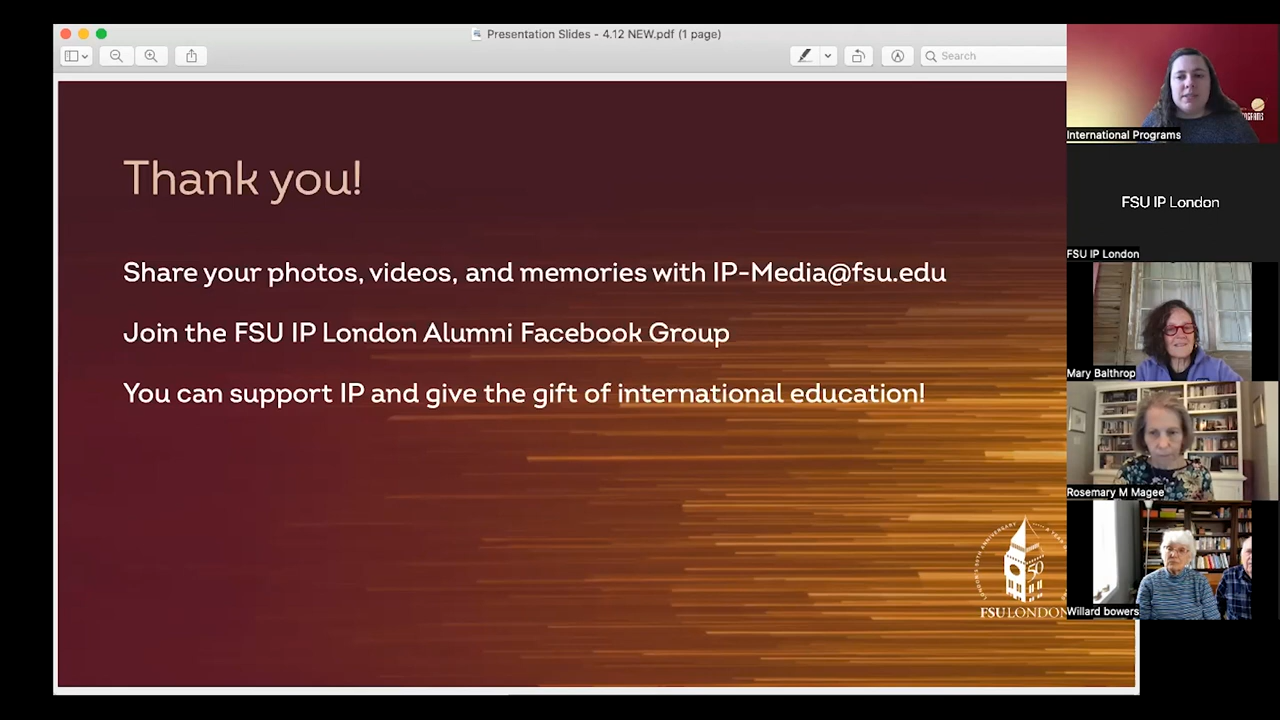 Presentation Slides - 4.12 NEW.pdf (1 page)
Search
Thank you!
Share your photos, videos, and memories with IP-Media@fsu.edu
Join the FSU IP London Alumni Facebook Group
You can support IP and give the gift of international education!
50
FSULONDON
International Programs
FSU IP London
FSU IP London
Mary Balthrop
Rosemary M Magee
Willard bowers